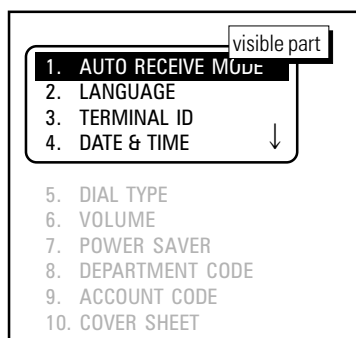 visible part
1. AUTO RECEIVE MODE
2. LANGUAGE
3. TERMINAL ID
4. DATE & TIME ↓
5. DIAL TYPE
6. VOLUME
7. POWER SAVER
8. DEPARTMENT CODE
9. ACCOUNT CODE
10. COVER SHEET